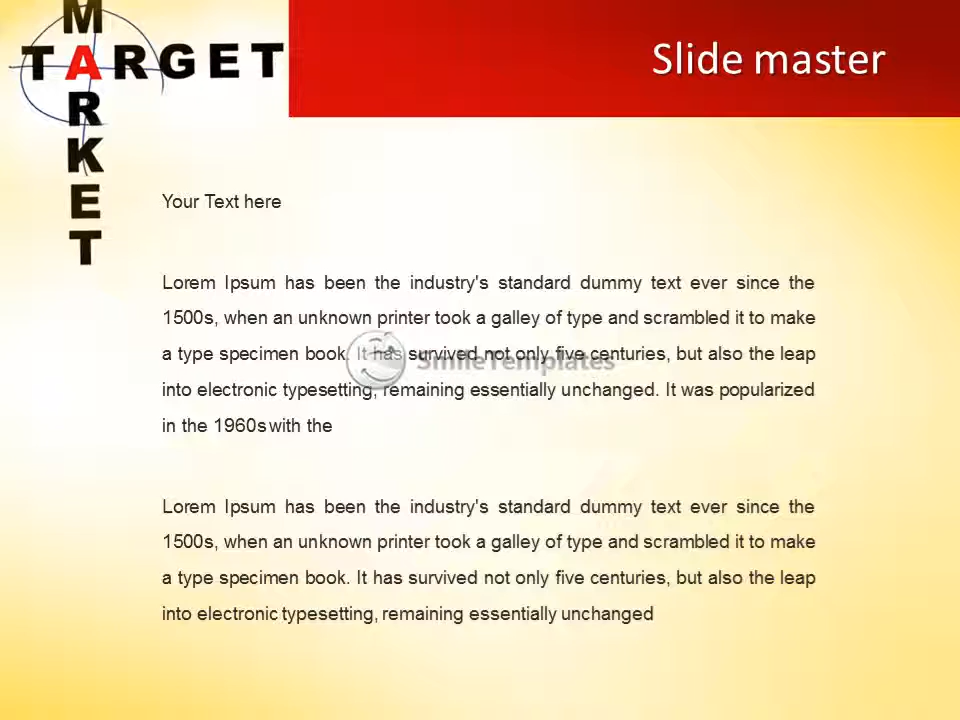 MARKET
TARGET
Slide master
Your Text here
Lorem Ipsum has been the industry's standard dummy text ever since the
1500s, when an unknown printer took a galley of type and scrambled it to make
a type specimen book. It has survived not only five centuries, but also the leap
into electronic typesetting, remaining essentially unchanged. It was popularized
in the 1960s with the
SmileTemplates
Lorem Ipsum has been the industry's standard dummy text ever since the
1500s, when an unknown printer took a galley of type and scrambled it to make
a type specimen book. It has survived not only five centuries, but also the leap
into electronic typesetting, remaining essentially unchanged